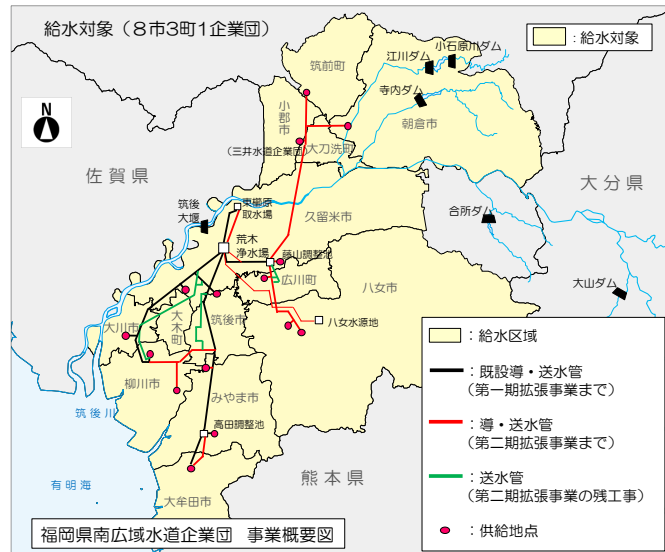 給水対象（８市３町１企業団）
：給水対象
N
筑前町
江川ダム
小石原川ダム
寺内ダム
小郡市
朝倉市
（三井水道企業団）
大刀洗町
佐賀県
大分県
筑後大堰
東櫛原取水場
久留米市
合所ダム
荒木浄水場
藤山調整池
広川町
八女市
大山ダム
大川市
大木町
筑後市
八女水源地
柳川市
みやま市
筑後川
高田調整池
有明海
大牟田市
熊本県
：給水区域
：既設導・送水管
（第一期拡張事業まで）
：導・送水管
（第二期拡張事業まで）
：送水管
（第二期拡張事業の残工事）
：供給地点
福岡県南広域水道企業団　事業概要図